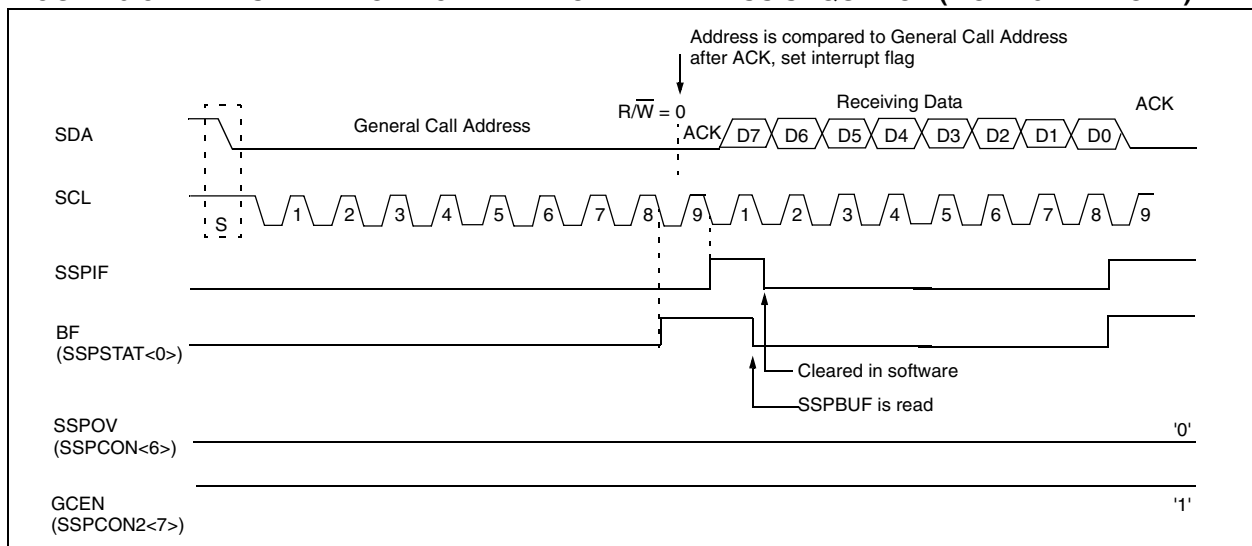 Address is compared to General Call Address
after ACK, set interrupt flag
R/W = 0
Receiving Data
ACK
SDA
General Call Address
ACK
D7 D6 D5 D4 D3 D2 D1 D0
SCL
S
1 2 3 4 5 6 7 8 9 1 2 3 4 5 6 7 8 9
SSPIF
BF
(SSPSTAT<0>)
Cleared in software
SSPBUF is read
SSPOV
(SSPCON<6>)
'0'
GCEN
(SSPCON2<7>)
'1'